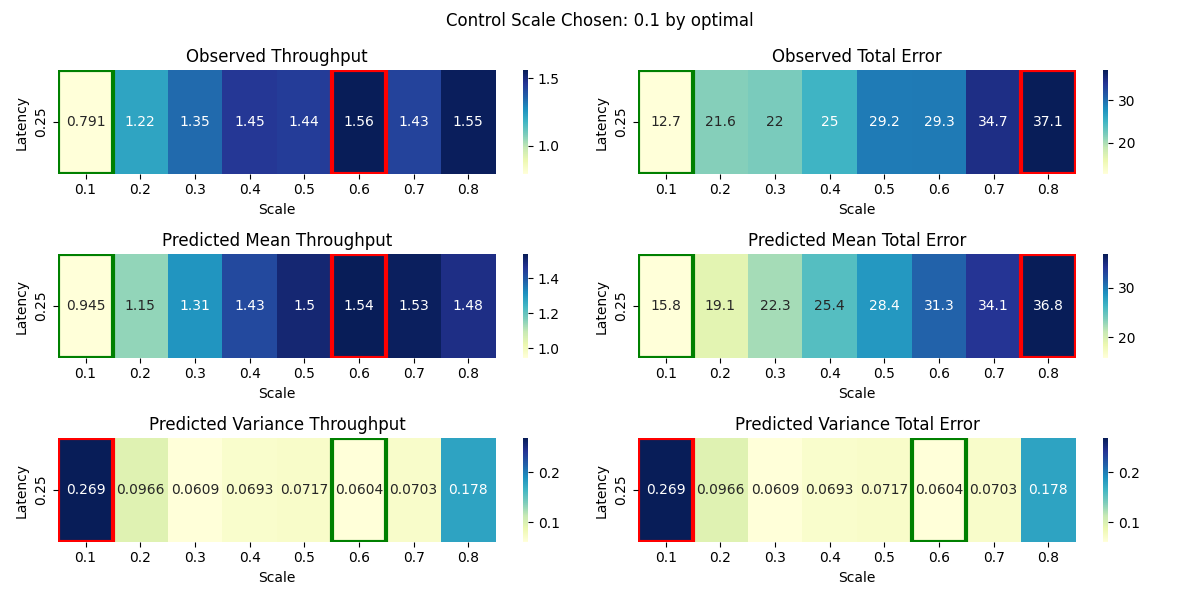 Control Scale Chosen: 0.1 by optimal
Observed Throughput
Latency
0.25
0.791 1.22 1.35 1.45 1.44 1.56 1.43 1.55
0.1 0.2 0.3 0.4 0.5 0.6 0.7 0.8
Scale
1.5
1.0
Observed Total Error
Latency
0.25
12.7 21.6 22 25 29.2 29.3 34.7 37.1
0.1 0.2 0.3 0.4 0.5 0.6 0.7 0.8
Scale
30
20
Predicted Mean Throughput
Latency
0.25
0.945 1.15 1.31 1.43 1.5 1.54 1.53 1.48
0.1 0.2 0.3 0.4 0.5 0.6 0.7 0.8
Scale
1.4
1.2
1.0
Predicted Mean Total Error
Latency
0.25
15.8 19.1 22.3 25.4 28.4 31.3 34.1 36.8
0.1 0.2 0.3 0.4 0.5 0.6 0.7 0.8
Scale
30
20
Predicted Variance Throughput
Latency
0.25
0.269 0.0966 0.0609 0.0693 0.0717 0.0604 0.0703 0.178
0.1 0.2 0.3 0.4 0.5 0.6 0.7 0.8
Scale
0.2
0.1
Predicted Variance Total Error
Latency
0.25
0.269 0.0966 0.0609 0.0693 0.0717 0.0604 0.0703 0.178
0.1 0.2 0.3 0.4 0.5 0.6 0.7 0.8
Scale
0.2
0.1